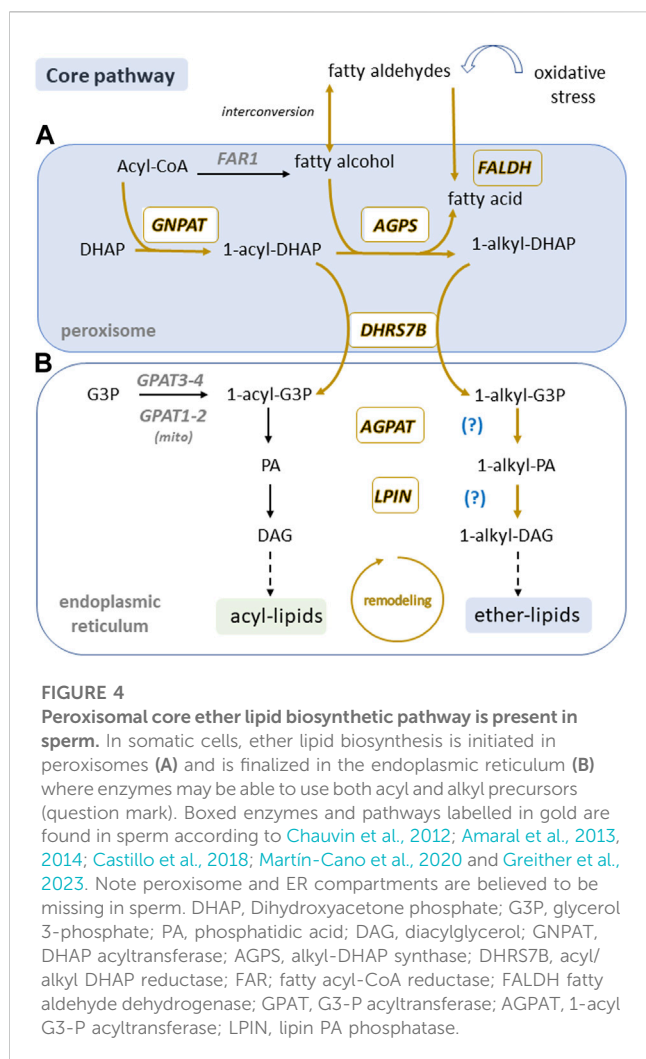 Core pathway
fatty aldehydes
oxidative
stress
interconversion
A
Acyl-CoA
FAR1
fatty alcohol
FALDH
fatty acid
GNPAT
AGPS
DHAP
1-acyl-DHAP
1-alkyl-DHAP
peroxisome
DHRS7B
B
G3P
GPAT3-4
GPAT1-2
(mito)
1-acyl-G3P
1-alkyl-G3P
AGPAT
(?)
PA
1-alkyl-PA
LPIN
(?)
DAG
1-alkyl-DAG
endoplasmic
reticulum
remodeling
acyl-lipids
ether-lipids
FIGURE 4
Peroxisomal core ether lipid biosynthetic pathway is present in
sperm. In somatic cells, ether lipid biosynthesis is initiated in
peroxisomes (A) and is finalized in the endoplasmic reticulum (B)
where enzymes may be able to use both acyl and alkyl precursors
(question mark). Boxed enzymes and pathways labelled in gold are
found in sperm according to Chauvin et al., 2012; Amaral et al., 2013,
2014; Castillo et al., 2018; Martín-Cano et al., 2020 and Greither et al.,
2023. Note peroxisome and ER compartments are believed to be
missing in sperm. DHAP, Dihydroxyacetone phosphate; G3P, glycerol
3-phosphate; PA, phosphatidic acid; DAG, diacylglycerol; GNPAT,
DHAP acyltransferase; AGPS, alkyl-DHAP synthase; DHRS7B, acyl/
alkyl DHAP reductase; FAR; fatty acyl-CoA reductase; FALDH fatty
aldehyde dehydrogenase; GPAT, G3-P acyltransferase; AGPAT, 1-acyl
G3-P acyltransferase; LPIN, lipin PA phosphatase.